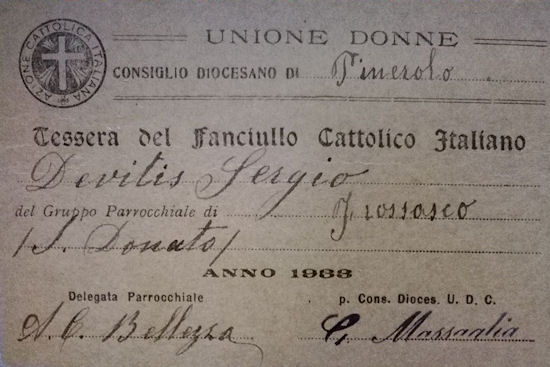 AZIONE CATTOLICA ITALIANA
UNIONE DONNE
CONSIGLIO DIOCESANO DI Pinerolo
Tessera del Fanciullo Cattolico Italiano
Devitis Sergio
del Gruppo Parrocchiale di Frossasco
/S. Donato/
ANNO 1933
Delegata Parrocchiale
p. Cons. Dioces. U. D. C.
A. C. Bellezza
C. Massaglia